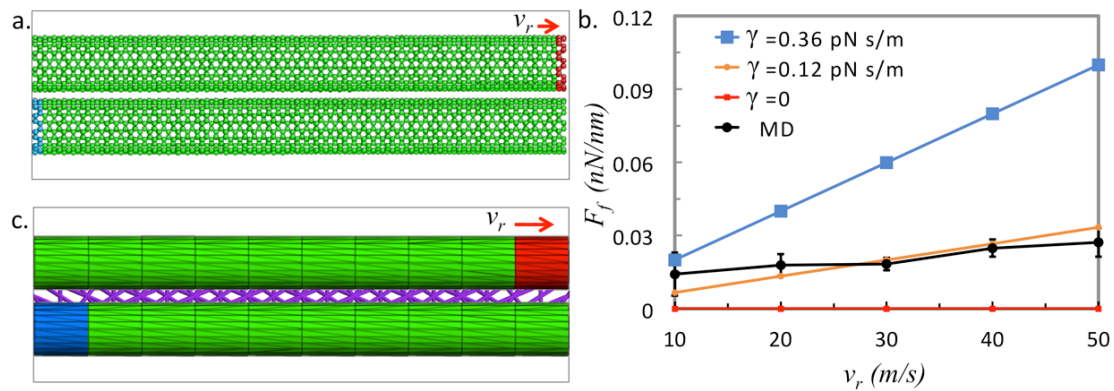 a.
v_r
c.
v_r
b.
0.12
0.09
0.06
0.03
0
F_f (nN/nm)
γ =0.36 pN s/m
γ =0.12 pN s/m
γ =0
MD
10 20 30 40 50
v_r (m/s)